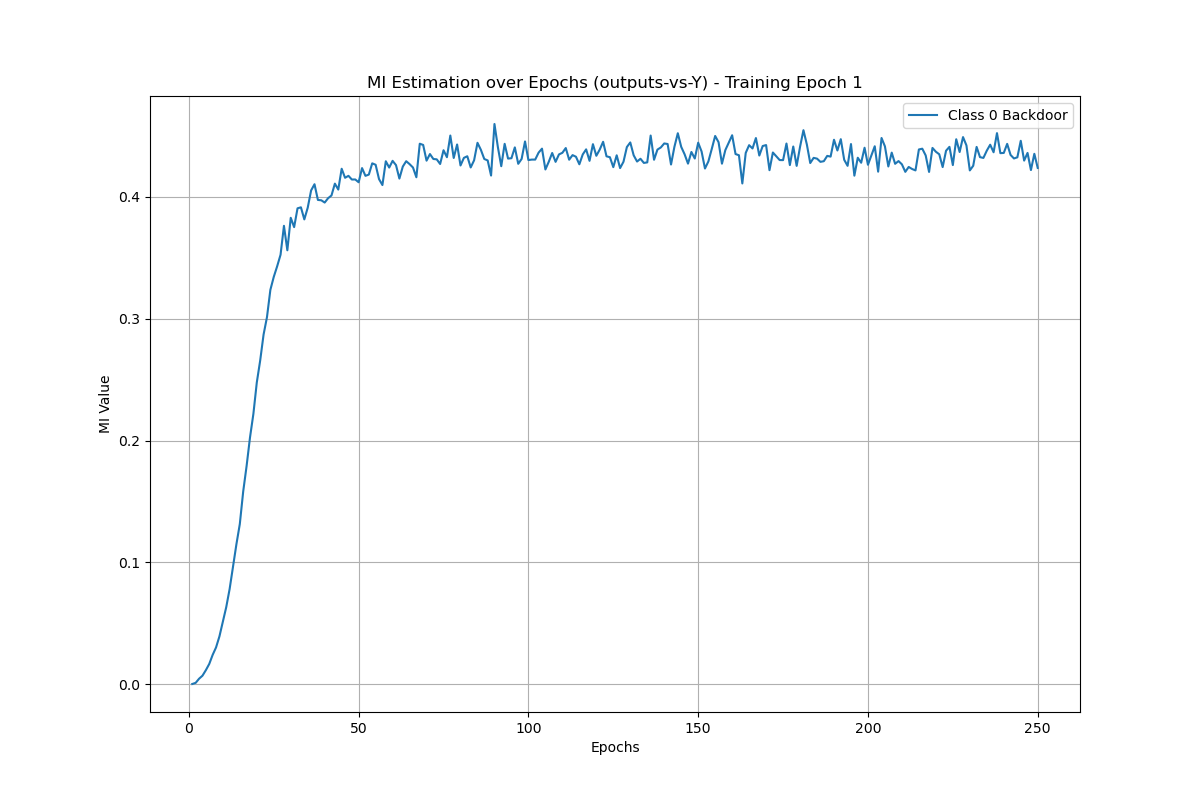 MI Estimation over Epochs (outputs-vs-Y) - Training Epoch 1
Class 0 Backdoor
MI Value
0.4
0.3
0.2
0.1
0.0
0 50 100 150 200 250
Epochs